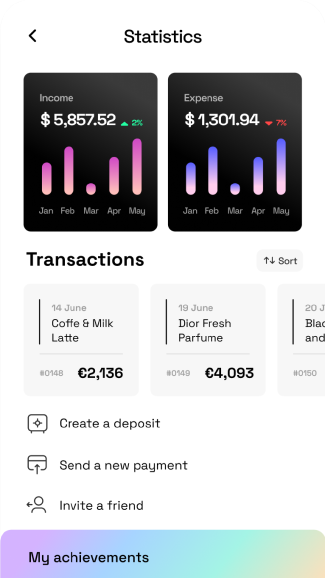 Statistics
Income
$ 5,857.52 2%
Jan Feb Mar Apr May
Expense
$ 1,301.94 7%
Jan Feb Mar Apr May
Transactions
Sort
14 June
Coffe & Milk
Latte
#0148 €2,136
19 June
Dior Fresh
Parfume
#0149 €4,093
20 J
Blac
and
#0150
Create a deposit
Send a new payment
Invite a friend
My achievements